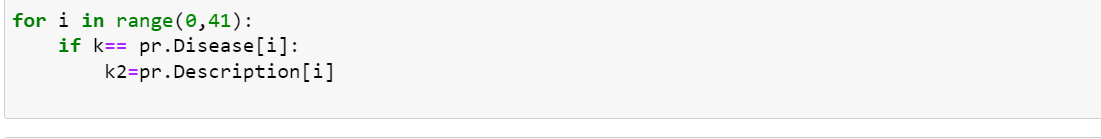 for i in range(0,41):
    if k== pr.Disease[i]:
        k2=pr.Description[i]